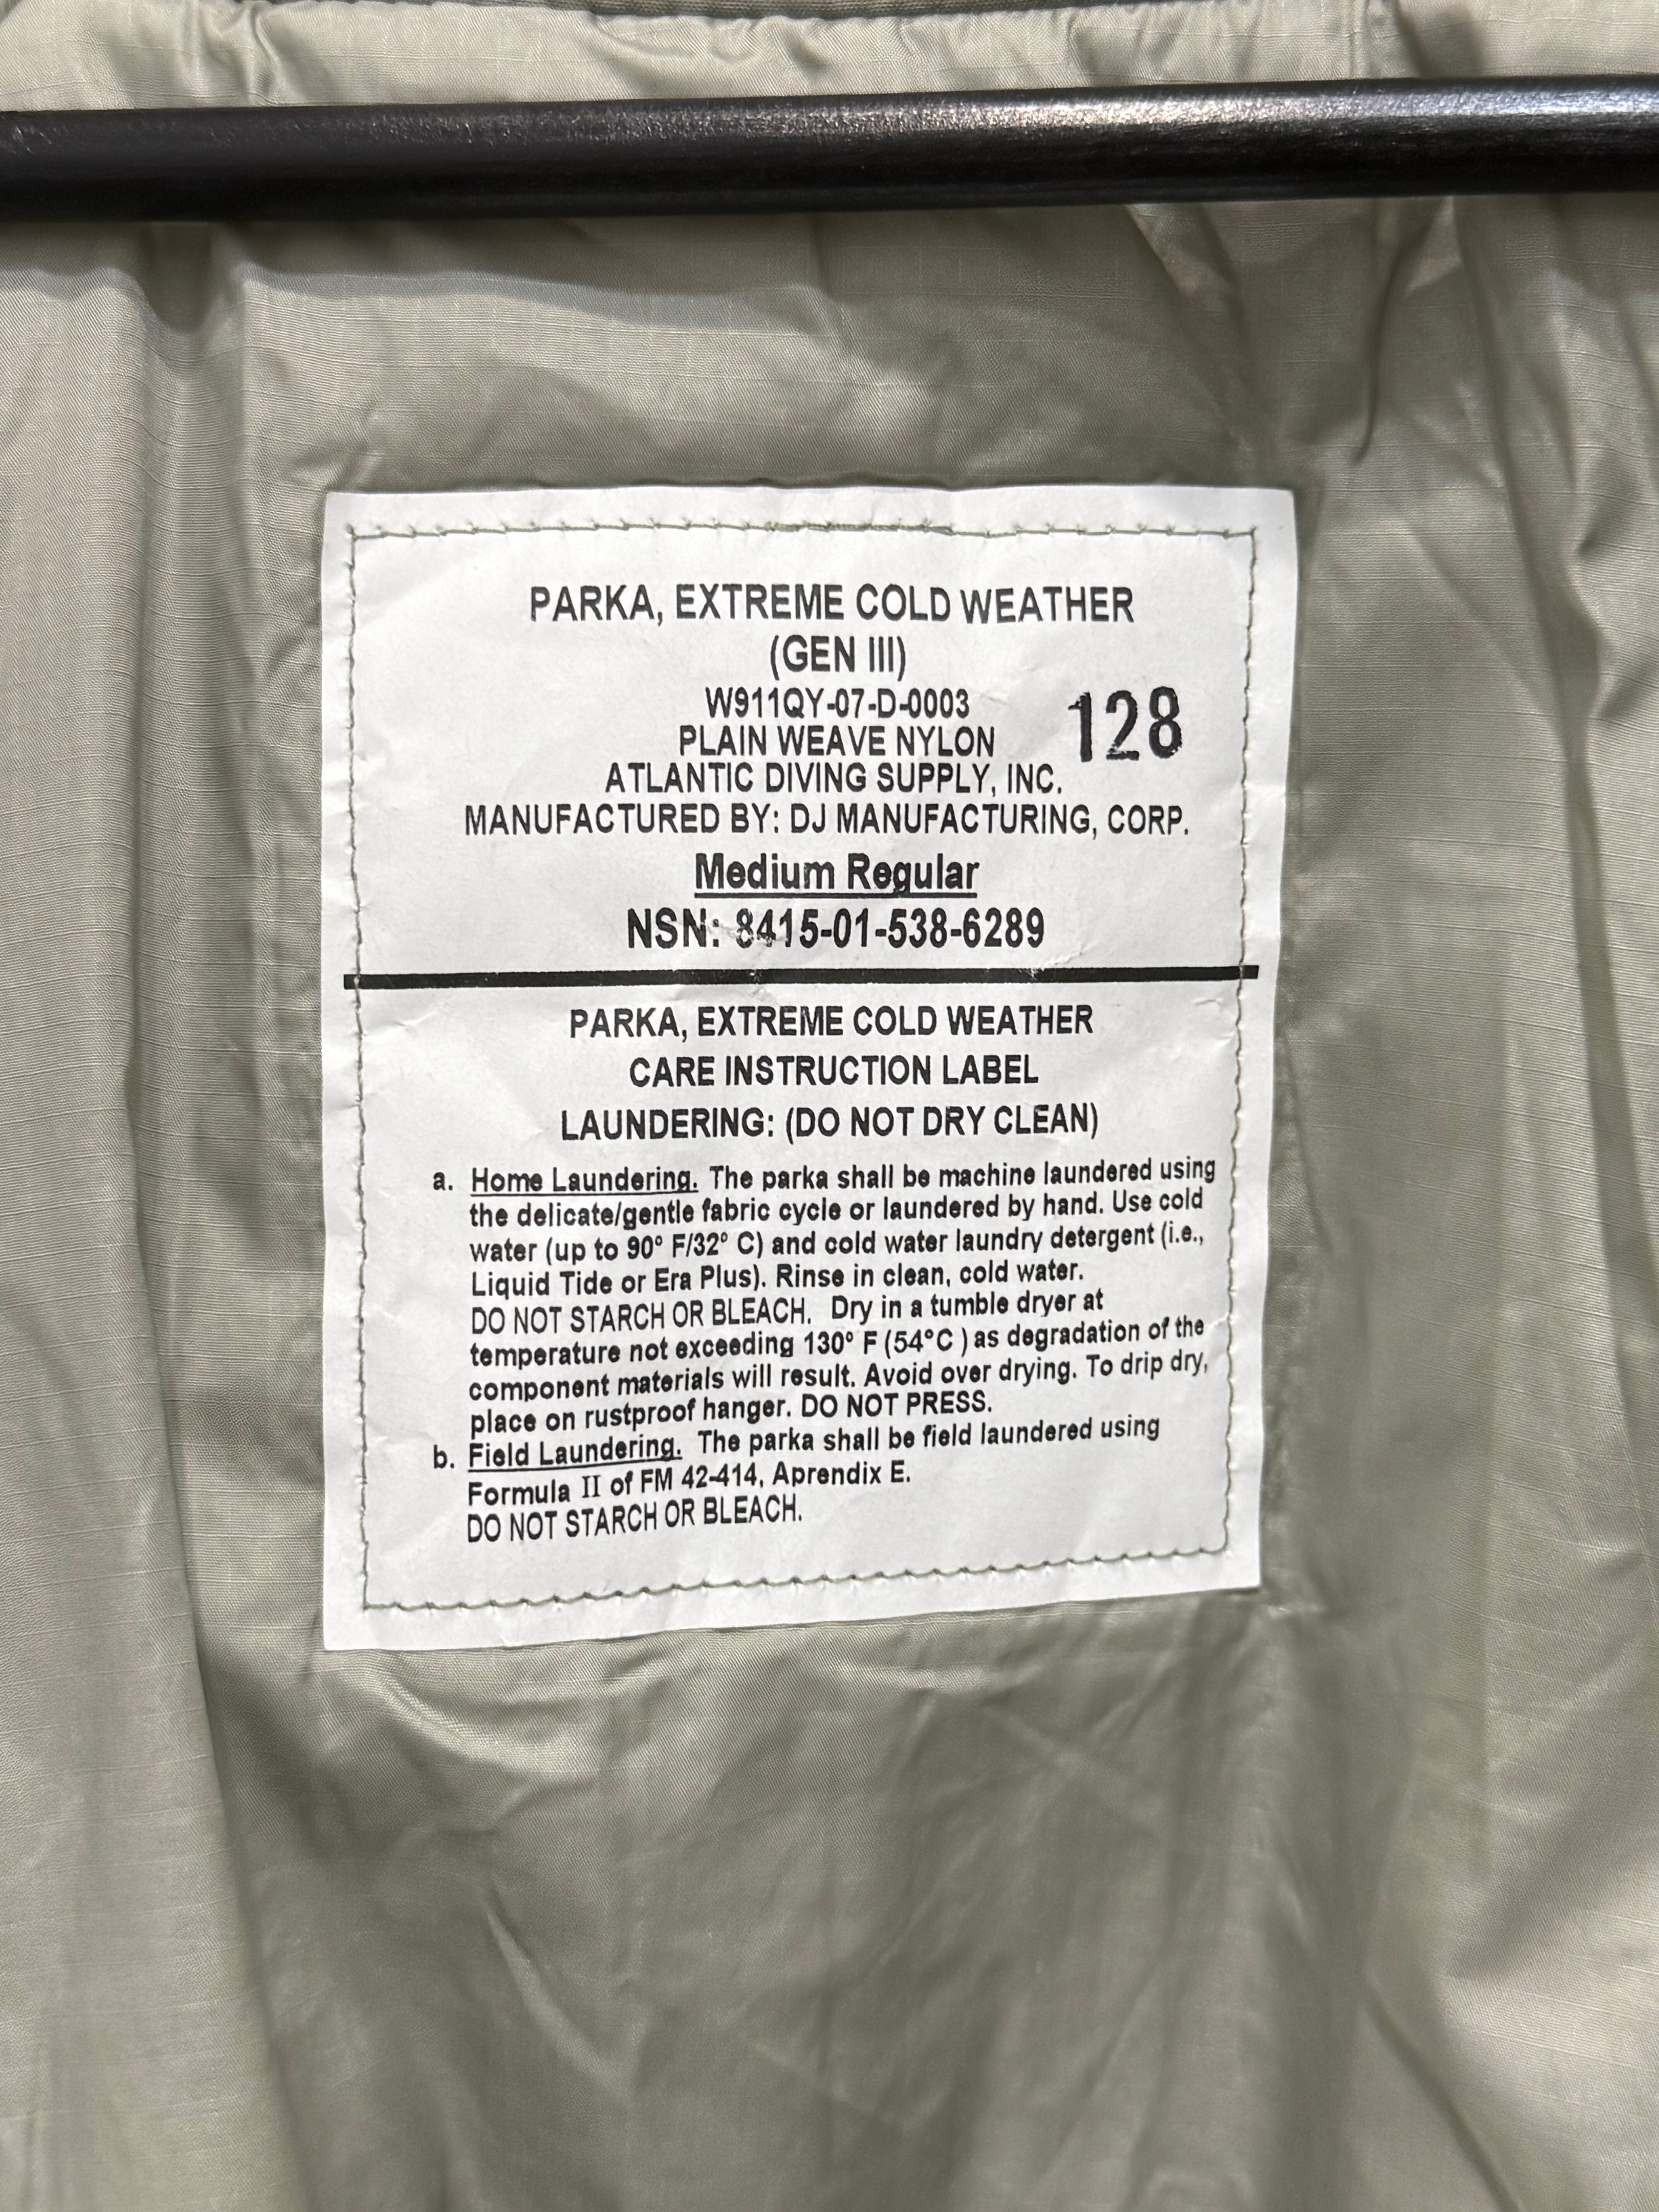 PARKA, EXTREME COLD WEATHER
(GEN III)
W911QY-07-D-0003
128
PLAIN WEAVE NYLON
ATLANTIC DIVING SUPPLY, INC.
MANUFACTURED BY: DJ MANUFACTURING, CORP.
Medium Regular
NSN: 8415-01-538-6289
PARKA, EXTREME COLD WEATHER
CARE INSTRUCTION LABEL
LAUNDERING: (DO NOT DRY CLEAN)
a. Home Laundering. The parka shall be machine laundered using
the delicate/gentle fabric cycle or laundered by hand. Use cold
water (up to 90° F/32° C) and cold water laundry detergent (i.e.,
Liquid Tide or Era Plus). Rinse in clean, cold water.
DO NOT STARCH OR BLEACH. Dry in a tumble dryer at
temperature not exceeding 130° F (54°C ) as degradation of the
component materials will result. Avoid over drying. To drip dry,
place on rustproof hanger. DO NOT PRESS.
b. Field Laundering. The parka shall be field laundered using
Formula II of FM 42-414, Aprendix E.
DO NOT STARCH OR BLEACH.